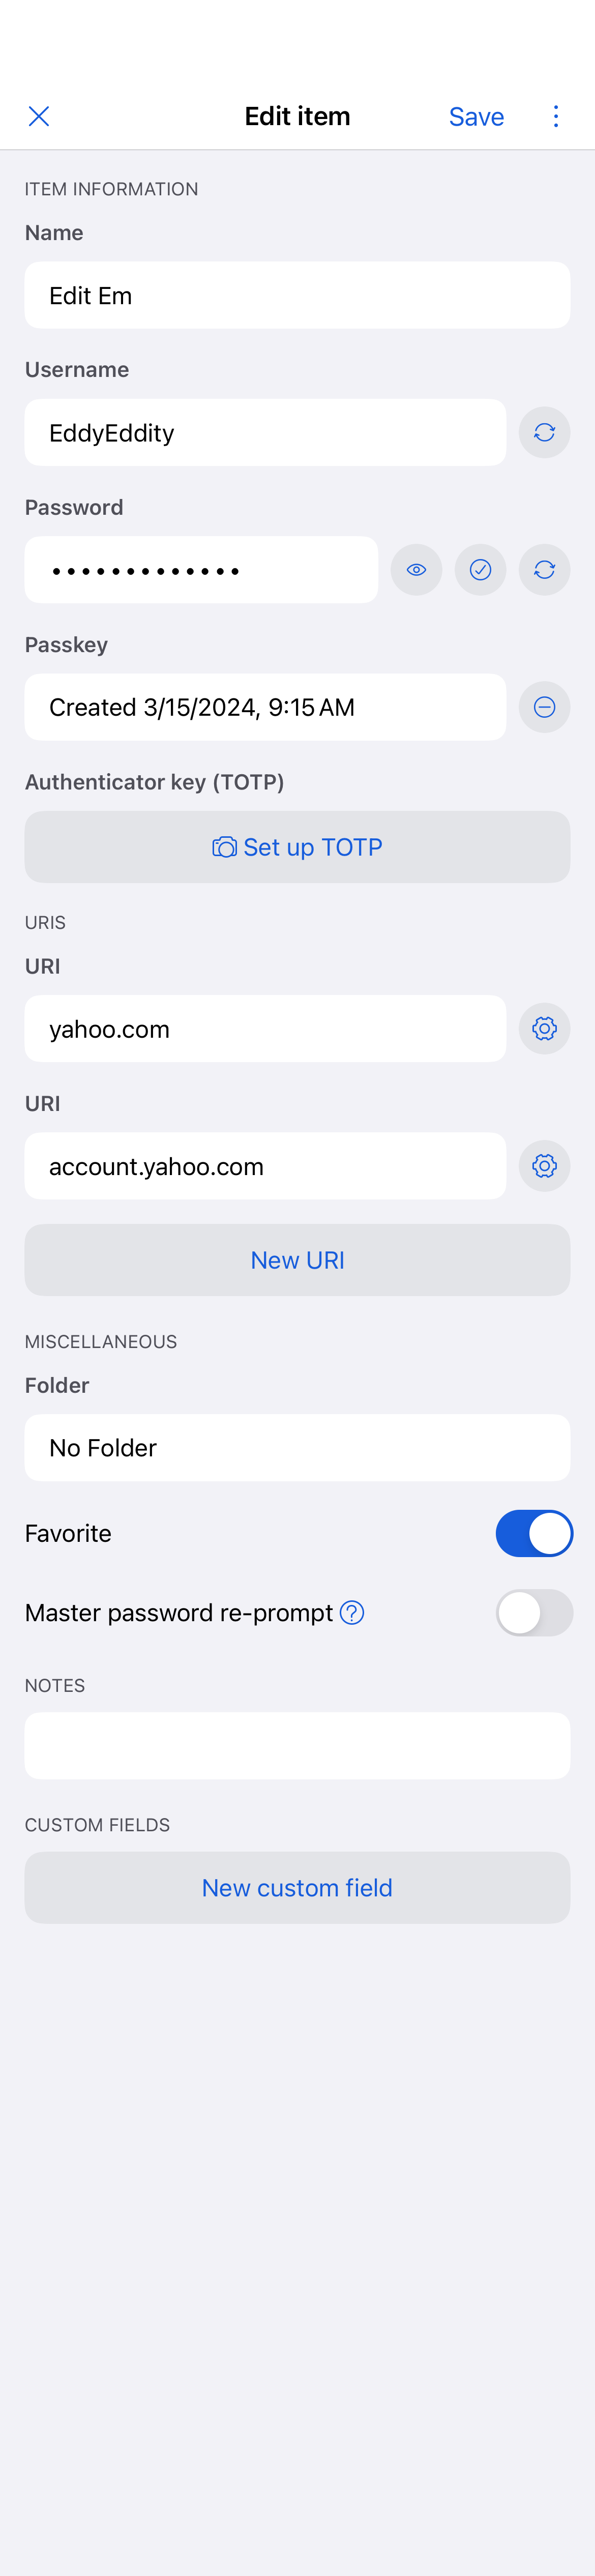 Edit item
Save
ITEM INFORMATION
Name
Edit Em
Username
EddyEddity
Password
•••••••••••••
Passkey
Created 3/15/2024, 9:15 AM
Authenticator key (TOTP)
Set up TOTP
URIS
URI
yahoo.com
URI
account.yahoo.com
New URI
MISCELLANEOUS
Folder
No Folder
Favorite
Master password re-prompt ?
NOTES
CUSTOM FIELDS
New custom field